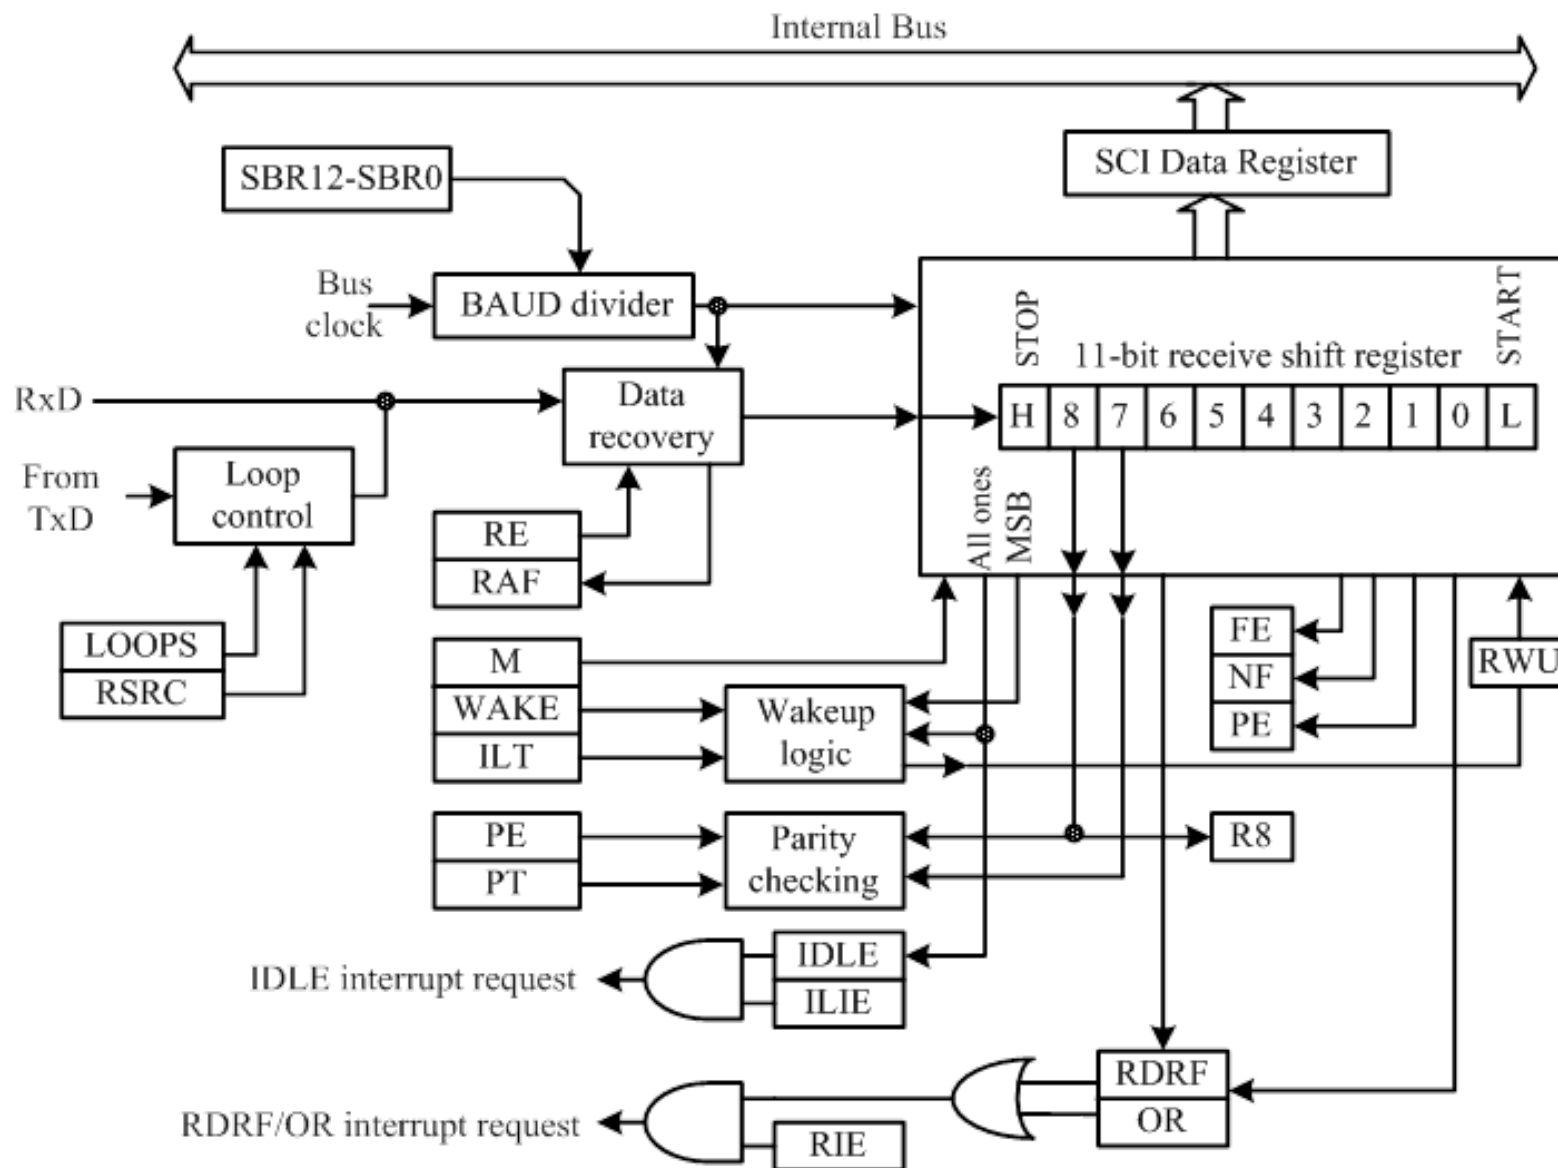 Internal Bus
SCI Data Register
SBR12-SBR0
Bus
clock
BAUD divider
STOP
START
11-bit receive shift register
RxD
Data
recovery
H 8 7 6 5 4 3 2 1 0 L
From
TxD
Loop
control
All ones
MSB
RE
RAF
LOOPS
RSRC
M
WAKE
ILT
Wakeup
logic
FE
NF
PE
RWU
PE
PT
Parity
checking
R8
IDLE interrupt request
IDLE
ILIE
RDRF
OR
RDRF/OR interrupt request
RIE